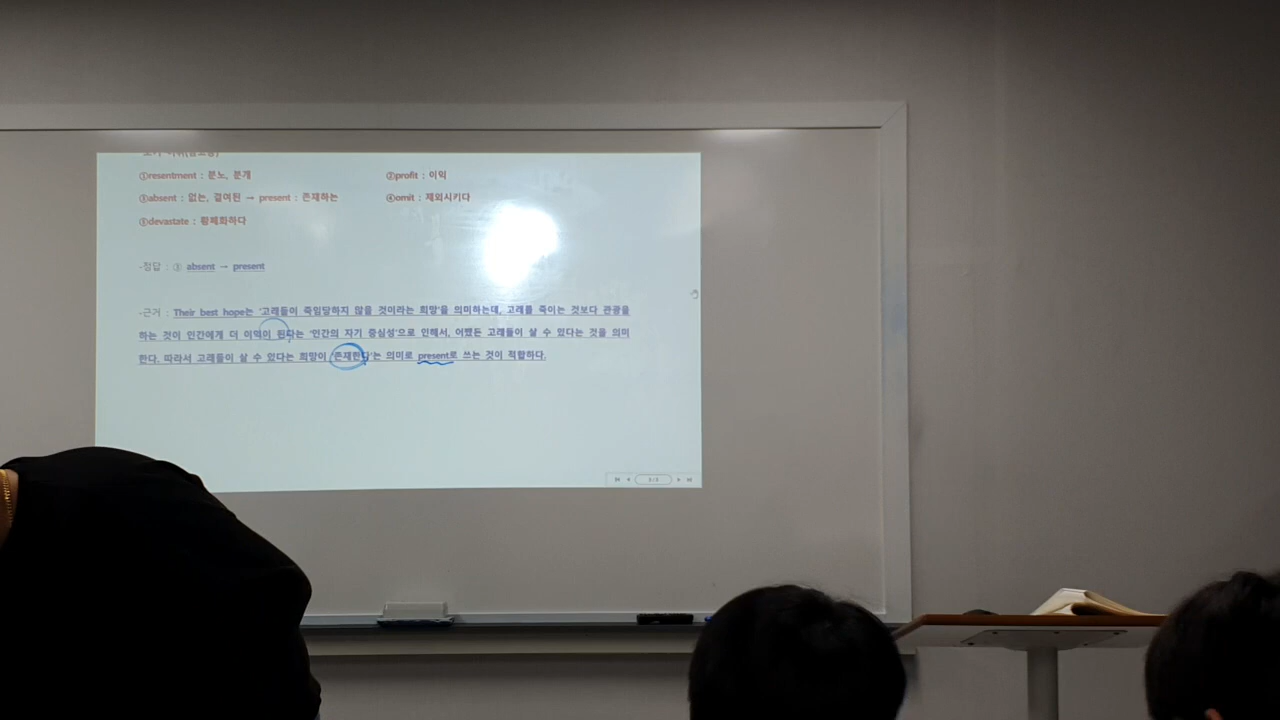 ①resentment : 분노, 분개
②profit : 이익
③absent : 없는, 결여된 → present : 존재하는
④omit : 제외시키다
⑤devastate : 황폐화하다
-정답 : ③ absent → present
-근거 : Their best hope는 '고래들이 죽임당하지 않을 것이라는 희망'을 의미하는데, 고래를 죽이는 것보다 관광을
하는 것이 인간에게 더 이익이 된다는 '인간의 자기 중심성'으로 인해서, 어쨌든 고래들이 살 수 있다는 것을 의미
한다. 따라서 고래들이 살 수 있다는 희망이 '존재한다'는 의미로 present로 쓰는 것이 적합하다.